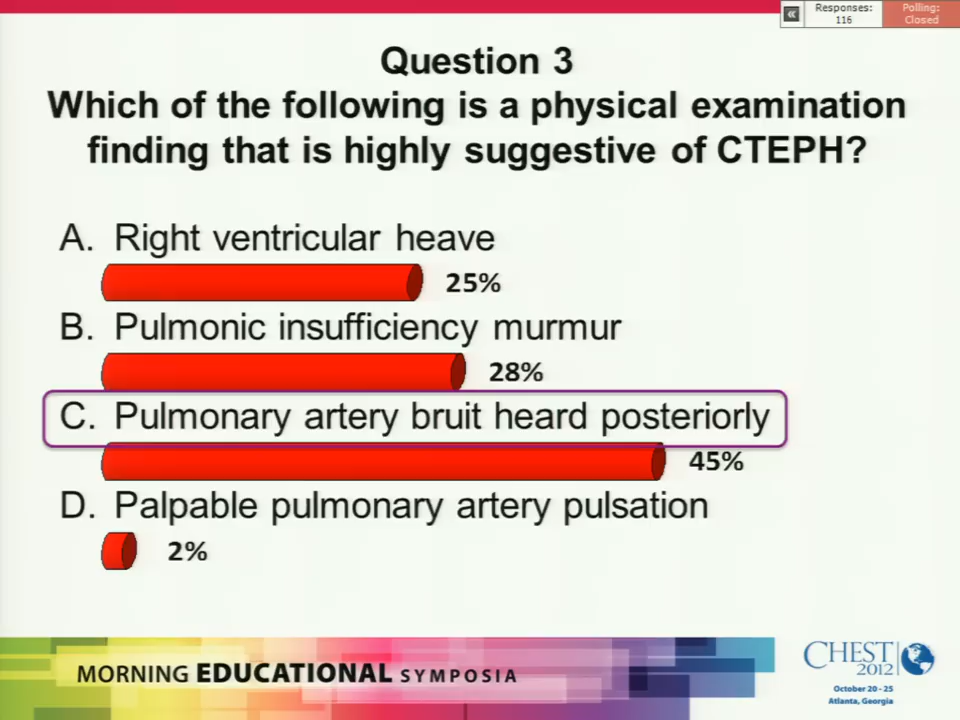 Responses: Polling:
116 Closed
Question 3
Which of the following is a physical examination
finding that is highly suggestive of CTEPH?
A. Right ventricular heave
25%
B. Pulmonic insufficiency murmur
28%
C. Pulmonary artery bruit heard posteriorly
45%
D. Palpable pulmonary artery pulsation
2%
MORNING EDUCATIONAL SYMPOSIA
CHEST
2012
October 20 - 25
Atlanta, Georgia